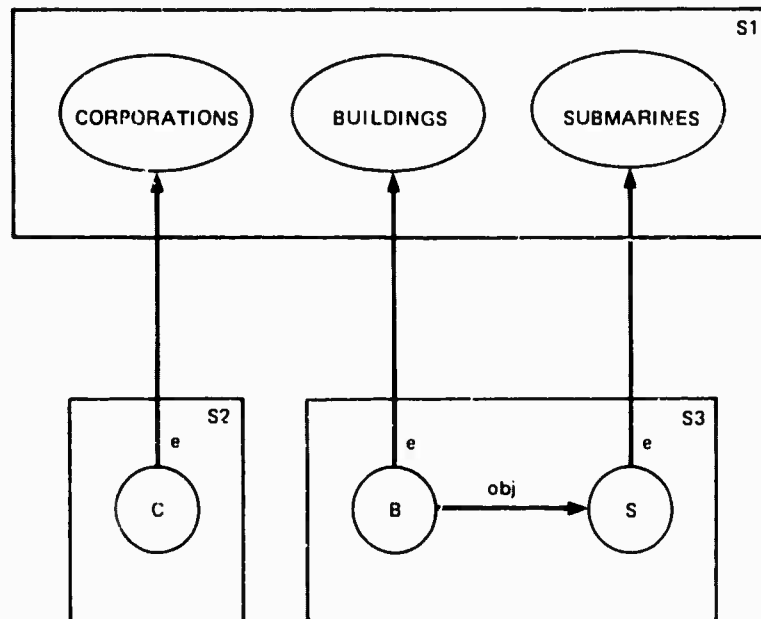 S1
CORPORATIONS
BUILDINGS
SUBMARINES
S2
S3
e
e
e
C
B
obj
S